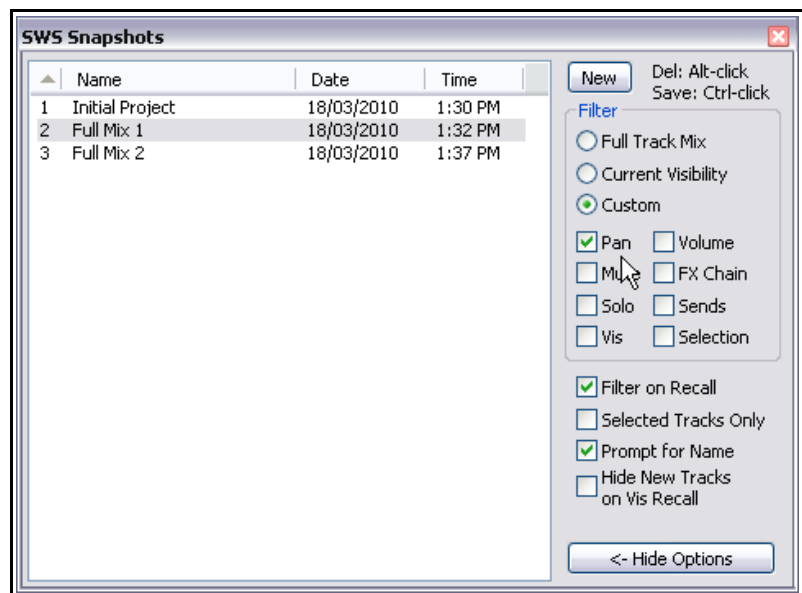 SWS Snapshots
Name Date Time
1 Initial Project 18/03/2010 1:30 PM
2 Full Mix 1 18/03/2010 1:32 PM
3 Full Mix 2 18/03/2010 1:37 PM
New
Del: Alt-click
Save: Ctrl-click
Filter
Full Track Mix
Current Visibility
Custom
Pan Volume
FX Chain
Solo Sends
Vis Selection
Filter on Recall
Selected Tracks Only
Prompt for Name
Hide New Tracks
on Vis Recall
<- Hide Options